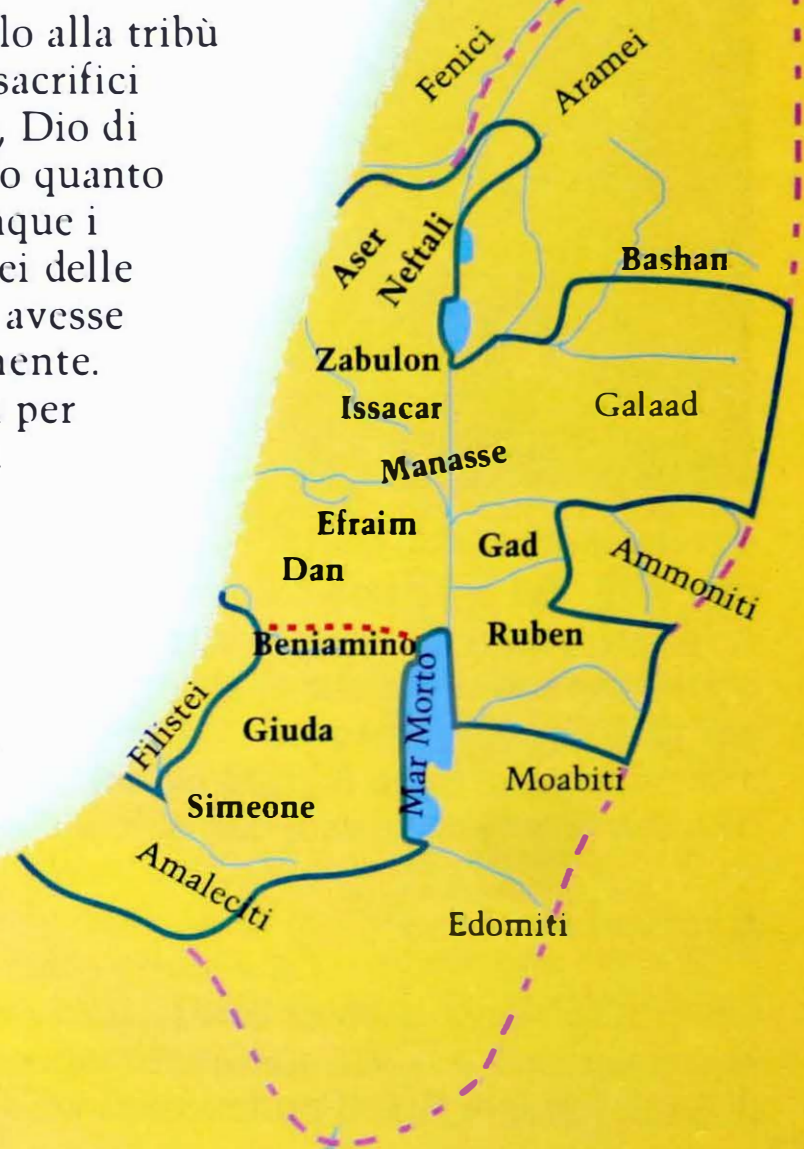 lo alla tribù
sacrifici
, Dio di
o quanto
nque i
ei delle
avesse
nente.
per
Fenici
Aramei
Aser
Neftali
Bashan
Zabulon
Issacar
Galaad
Manasse
Efraim
Gad
Ammoniti
Dan
Beniamino
Ruben
Filistei
Giuda
Mar Morto
Moabiti
Simeone
Amaleciti
Edomiti